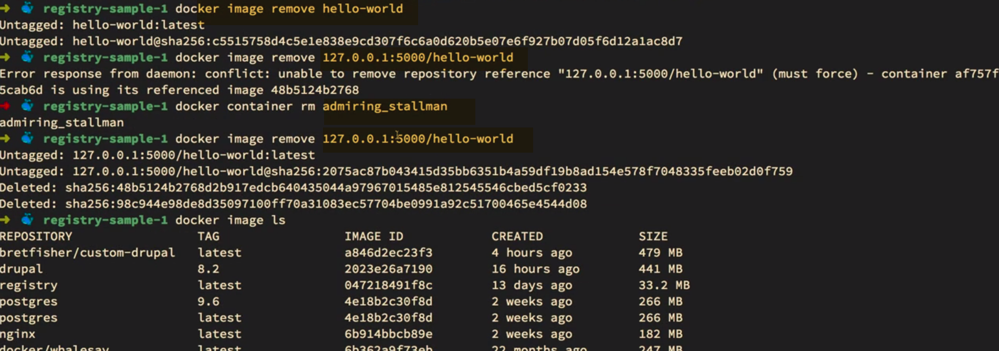 → registry-sample-1 docker image remove hello-world
Untagged: hello-world:latest
Untagged: hello-world@sha256:c5515758d4c5e1e838e9cd307f6c6a0d620b5e07e6f927b07d05f6d12a1ac8d7
→ registry-sample-1 docker image remove 127.0.0.1:5000/hello-world
Error response from daemon: conflict: unable to remove repository reference "127.0.0.1:5000/hello-world" (must force) - container af757f
5cab6d is using its referenced image 48b5124b2768
→ registry-sample-1 docker container rm admiring_stallman
admiring_stallman
→ registry-sample-1 docker image remove 127.0.0.1:5000/hello-world
Untagged: 127.0.0.1:5000/hello-world:latest
Untagged: 127.0.0.1:5000/hello-world@sha256:2075ac87b043415d35bb6351b4a59df19b8ad154e578f7048335feeb02d0f759
Deleted: sha256:48b5124b2768d2b917edcb640435044a97967015485e812545546cbed5cf0233
Deleted: sha256:98c944e98de8d35097100ff70a31083ec57704be0991a92c51700465e4544d08
→ registry-sample-1 docker image ls
REPOSITORY TAG IMAGE ID CREATED SIZE
bretfisher/custom-drupal latest a846d2ec23f3 4 hours ago 479 MB
drupal 8.2 2023e26a7190 16 hours ago 441 MB
registry latest 047218491f8c 13 days ago 33.2 MB
postgres 9.6 4e18b2c30f8d 2 weeks ago 266 MB
postgres latest 4e18b2c30f8d 2 weeks ago 266 MB
nginx latest 6b914bbcb89e 2 weeks ago 182 MB
docker/whalesay latest 6b362a9f73eb 22 months ago 247 MB